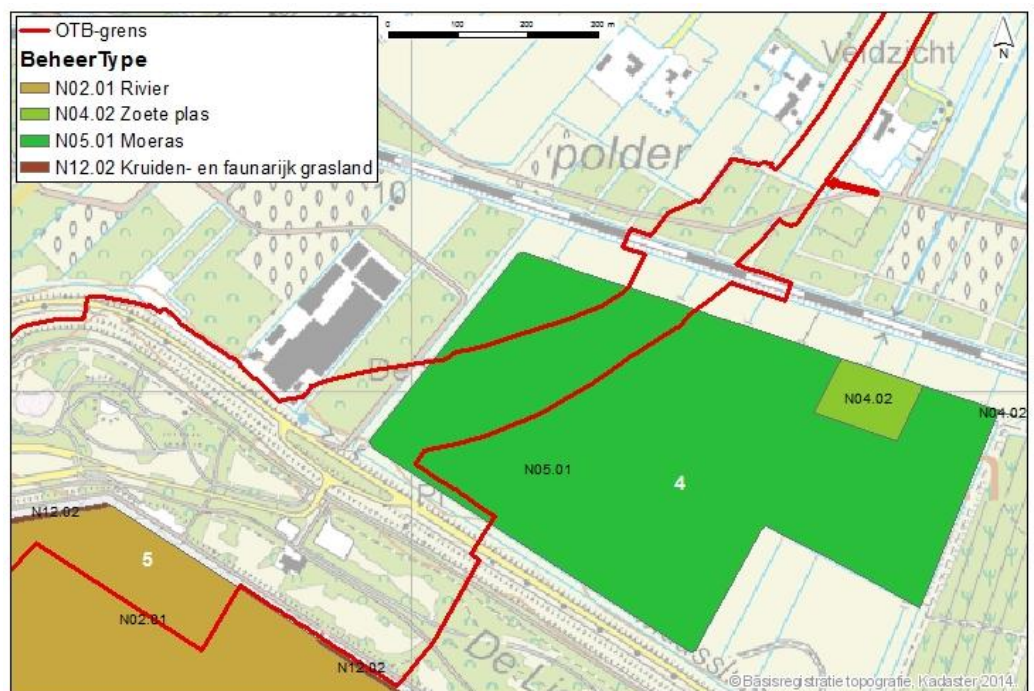 OTB-grens
BeheerType
N02.01 Rivier
N04.02 Zoete plas
N05.01 Moeras
N12.02 Kruiden- en faunarijk grasland
0 100 200 300 m
N
Veldzicht
polder
10
De
N04.02
N04.02
N05.01
4
N12.02
5
N02.01
N12.02
© Basisregistratie topografie, Kadaster 2014.